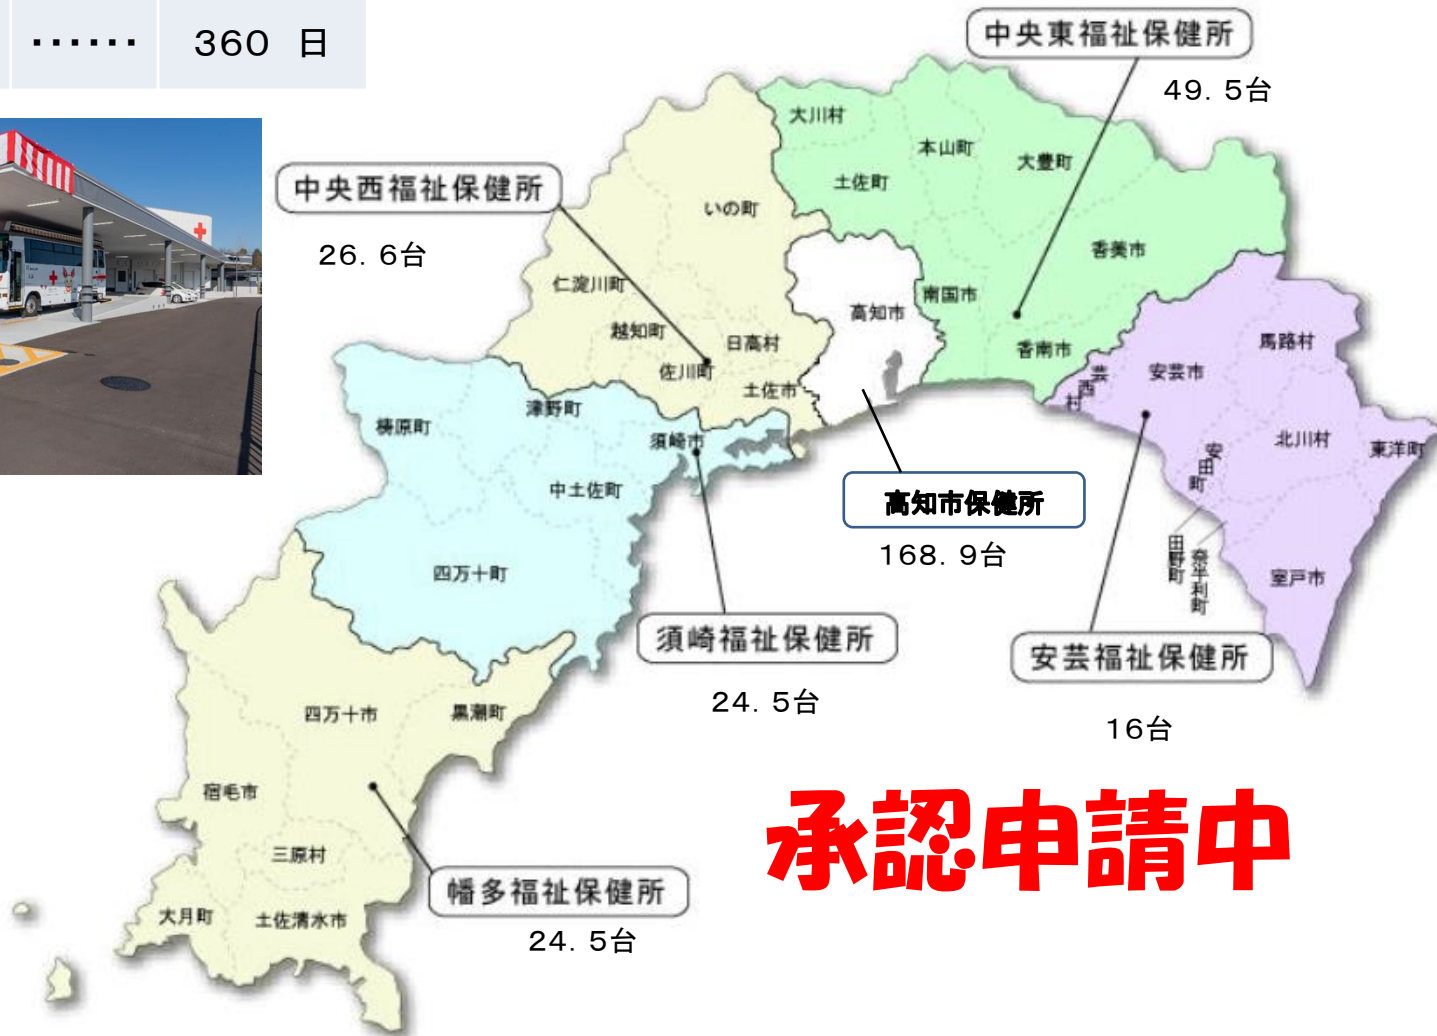 …… 360 日
中央東福祉保健所
49. 5台
大川村
本山町
大豊町
土佐町
中央西福祉保健所
いの町
26. 6台
香美市
仁淀川町
南国市
高知市
越知町
日高村
香南市
馬路村
佐川町
土佐市
安芸市
芸西村
津野町
梼原町
須崎市
北川村
東洋町
安田町
中土佐町
高知市保健所
168. 9台
田野町
奈半利町
室戸市
四万十町
須崎福祉保健所
24. 5台
安芸福祉保健所
16台
四万十市
黒潮町
宿毛市
承認申請中
三原村
幡多福祉保健所
24. 5台
大月町
土佐清水市